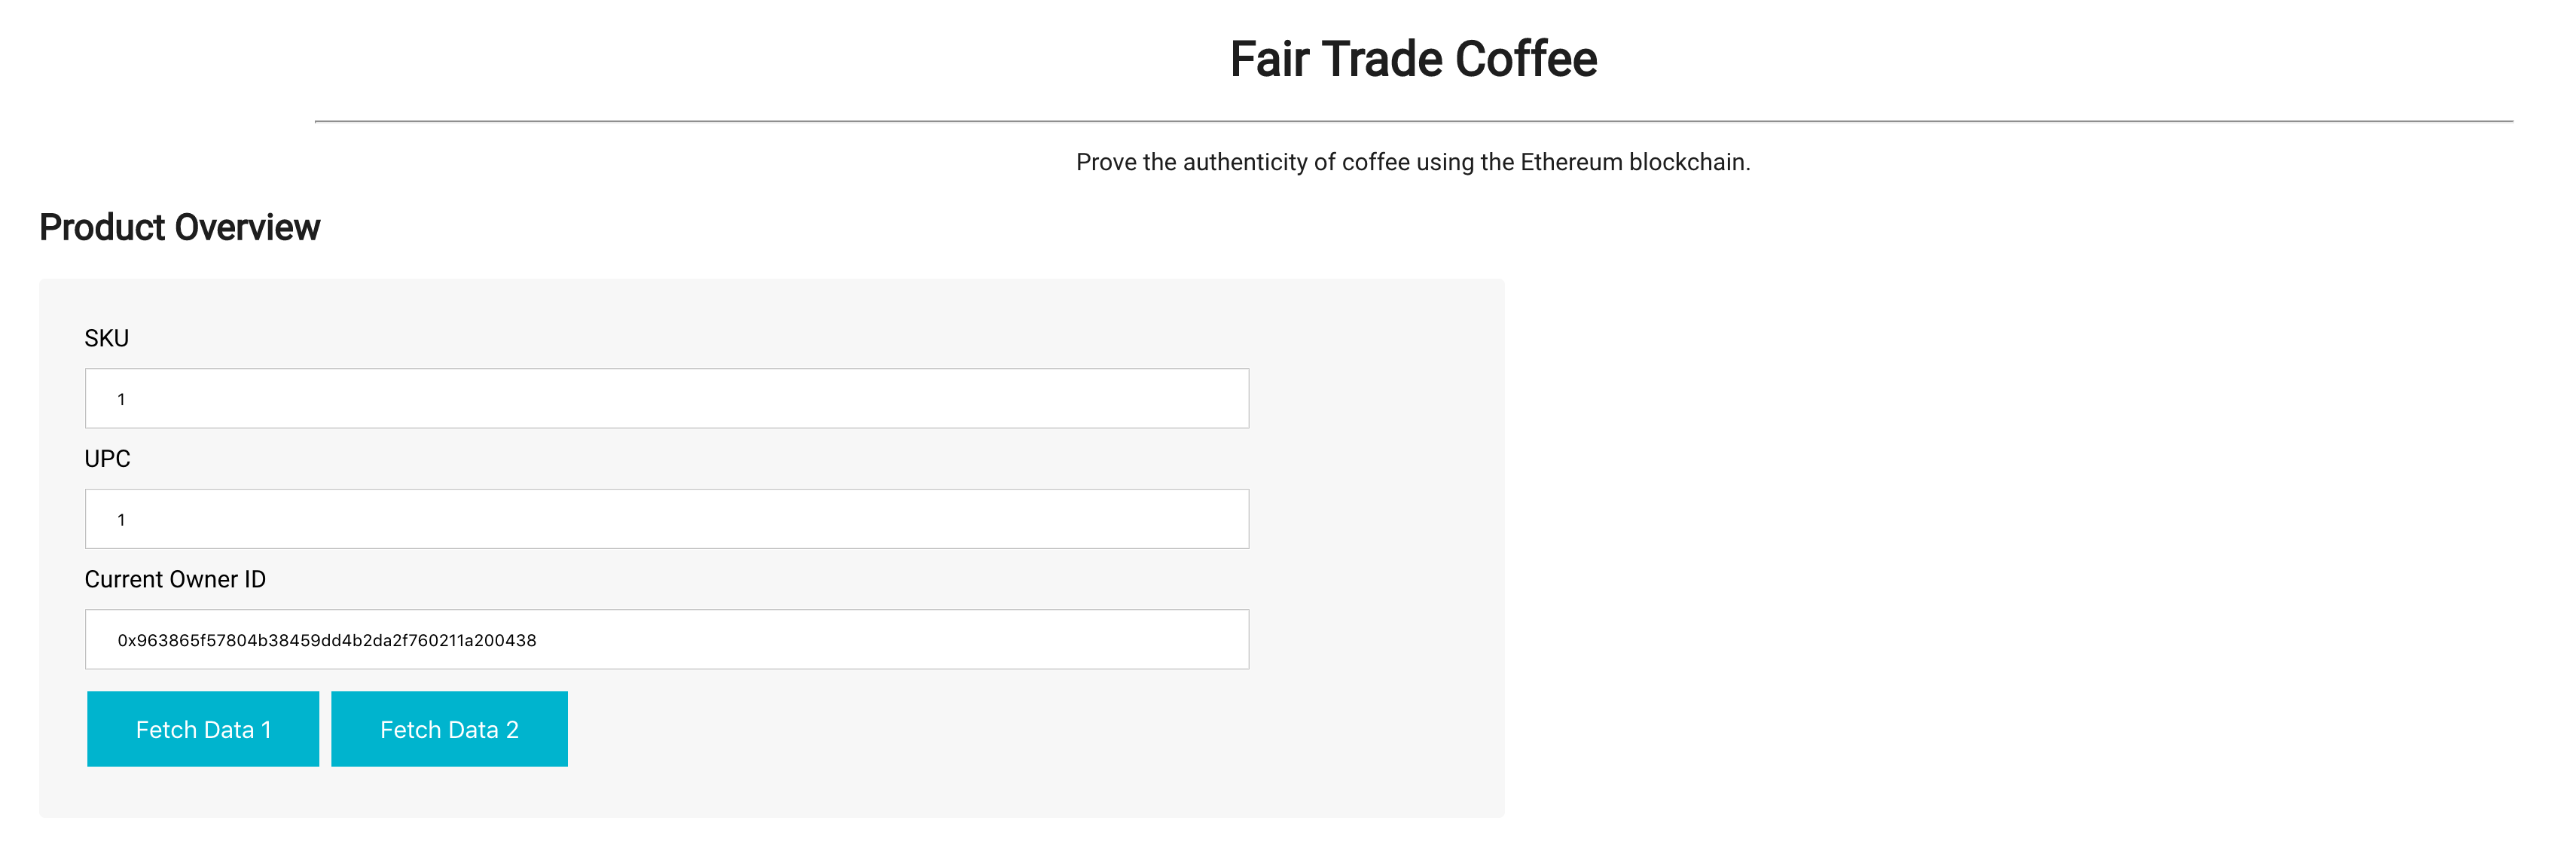 Fair Trade Coffee
Prove the authenticity of coffee using the Ethereum blockchain.
Product Overview
SKU
1
UPC
1
Current Owner ID
0x963865f57804b38459dd4b2da2f760211a200438
Fetch Data 1
Fetch Data 2